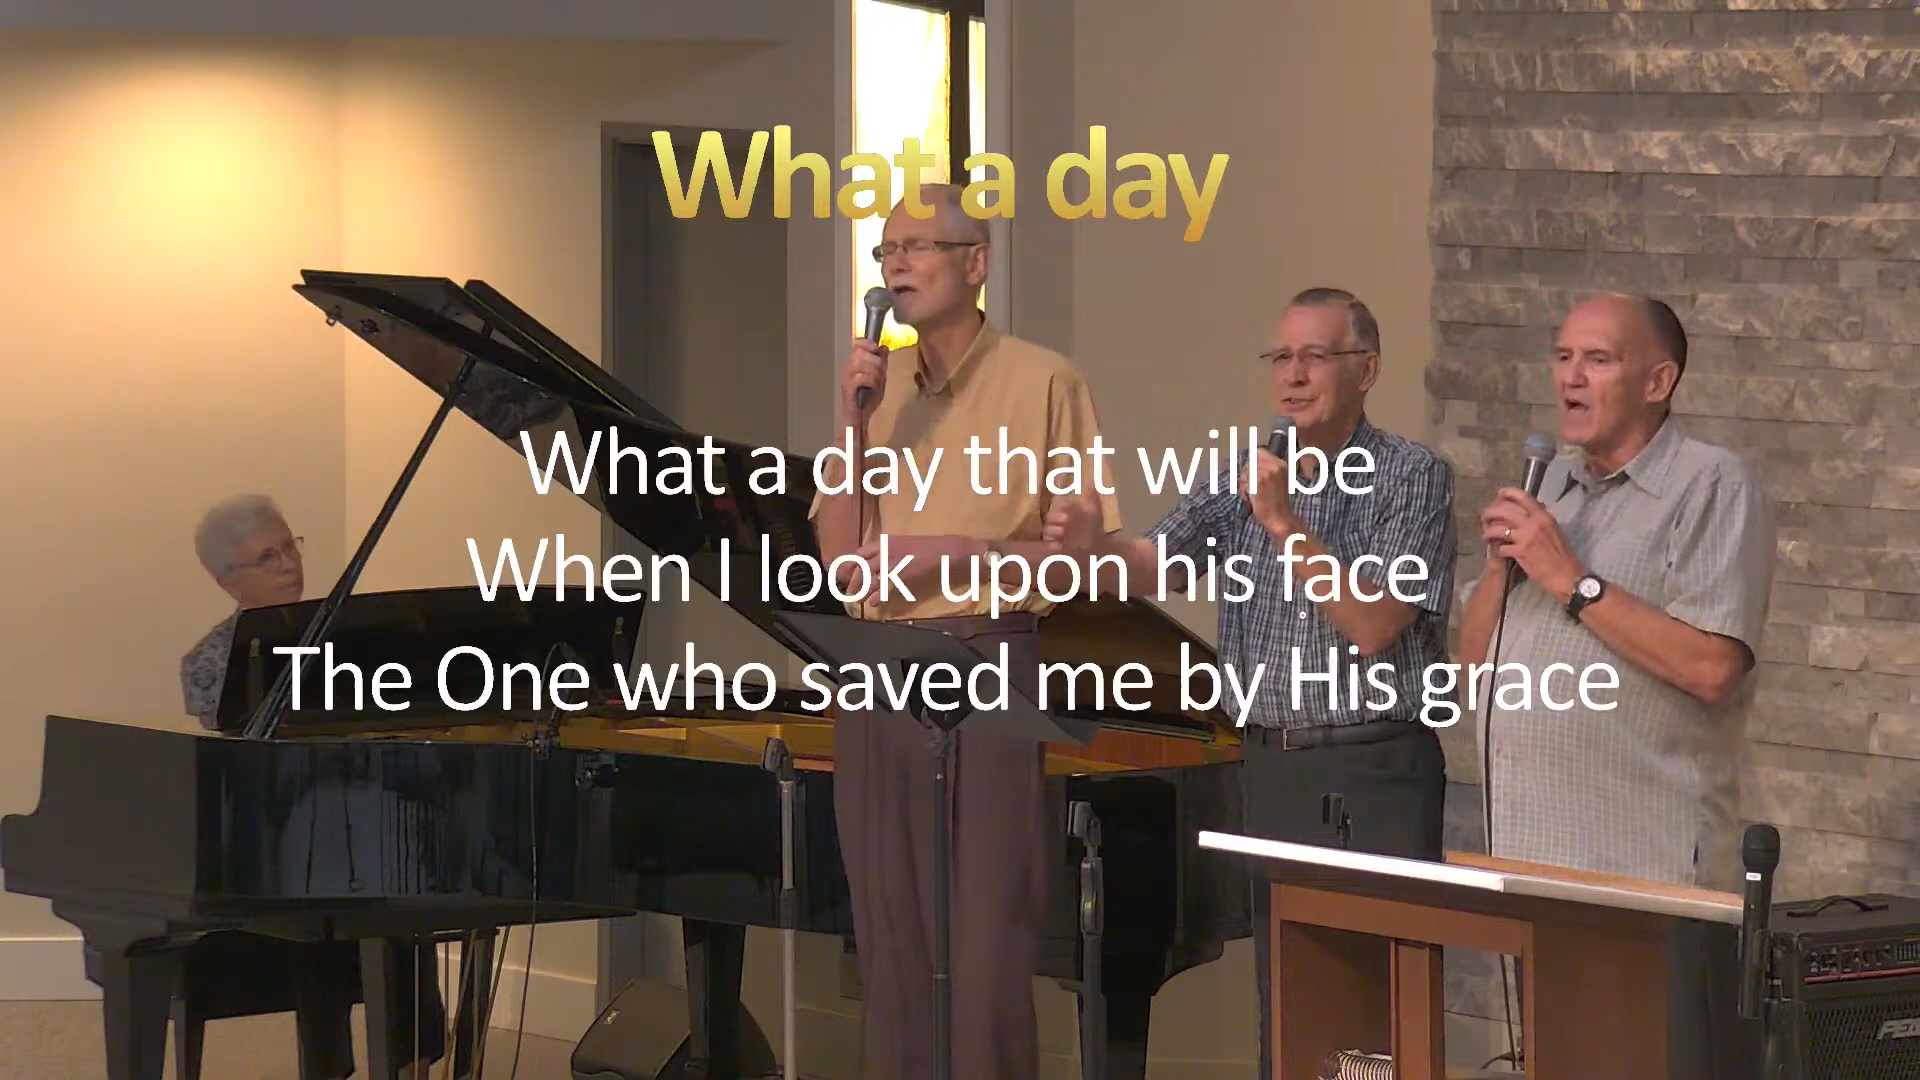 What a day
What a day that will be
When I look upon his face
The One who saved me by His grace